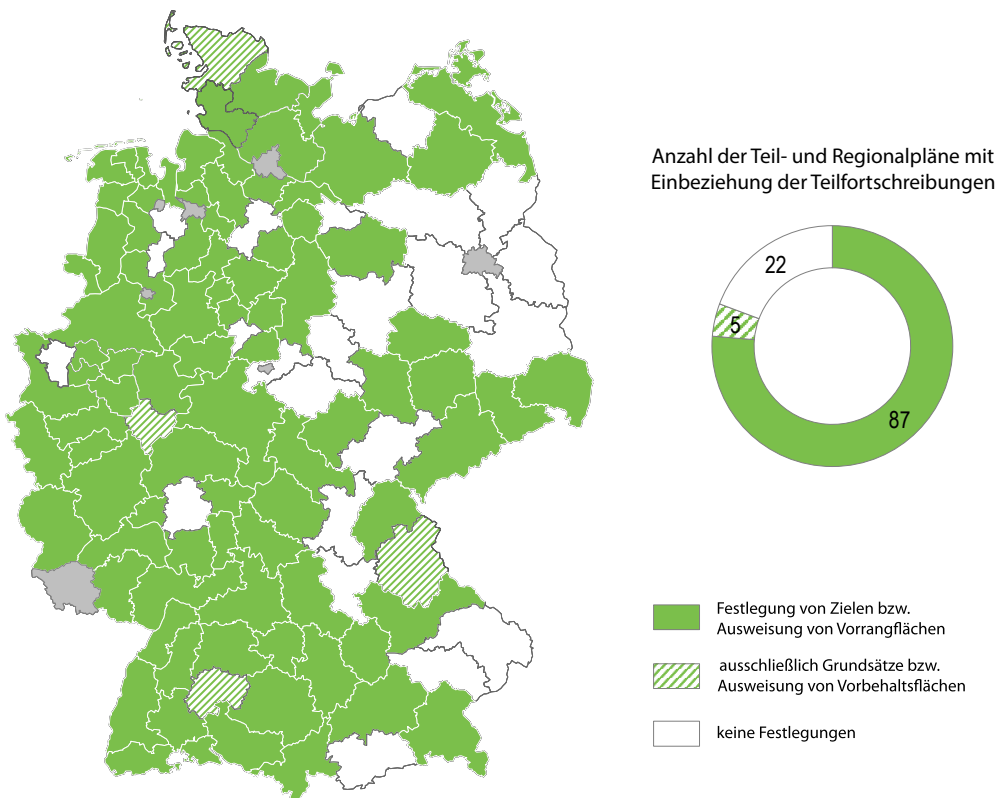 Anzahl der Teil- und Regionalpläne mit
Einbeziehung der Teilfortschreibungen
22
5
87
Festlegung von Zielen bzw.
Ausweisung von Vorrangflächen
ausschließlich Grundsätze bzw.
Ausweisung von Vorbehaltsflächen
keine Festlegungen